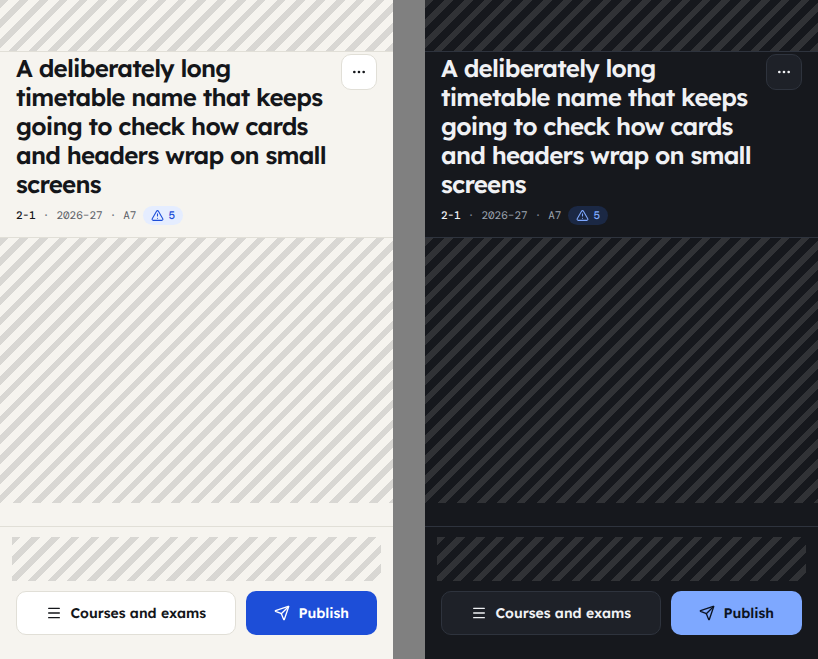 A deliberately long
timetable name that keeps
going to check how cards
and headers wrap on small
screens
2-1 · 2026-27 · A7 5
Courses and exams
Publish
A deliberately long
timetable name that keeps
going to check how cards
and headers wrap on small
screens
2-1 · 2026-27 · A7 5
Courses and exams
Publish